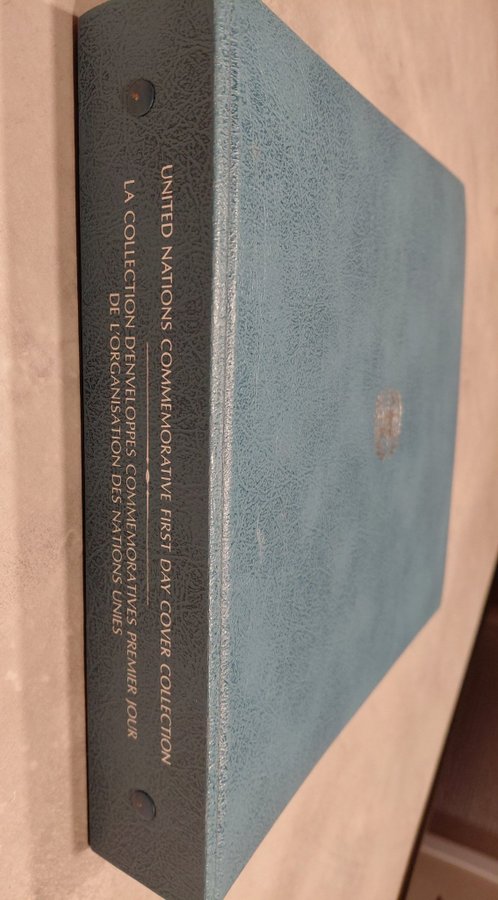 UNITED NATIONS COMMEMORATIVE FIRST DAY COVER COLLECTION
LA COLLECTION D'ENVELOPPES COMMEMORATIVES PREMIER JOUR
DE L'ORGANISATION DES NATIONS UNIES